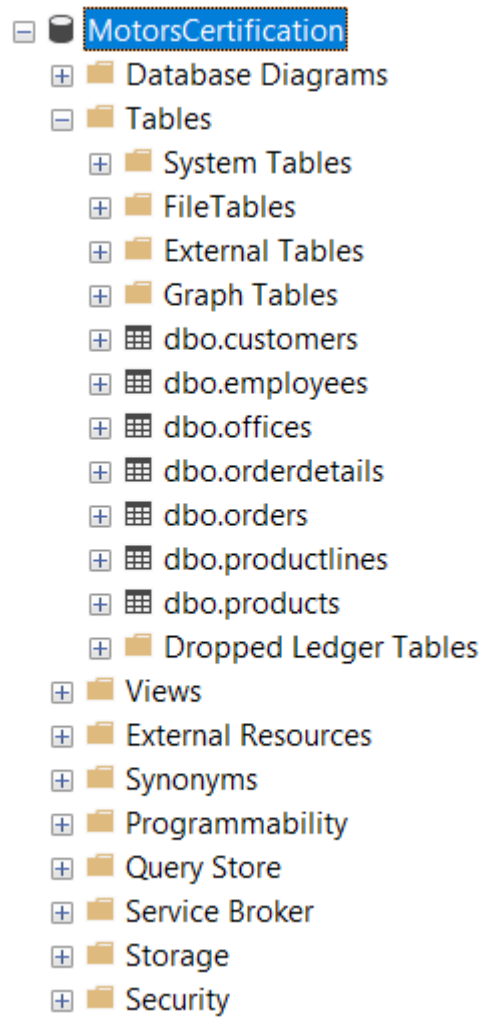 MotorsCertification
Database Diagrams
Tables
System Tables
FileTables
External Tables
Graph Tables
dbo.customers
dbo.employees
dbo.offices
dbo.orderdetails
dbo.orders
dbo.productlines
dbo.products
Dropped Ledger Tables
Views
External Resources
Synonyms
Programmability
Query Store
Service Broker
Storage
Security